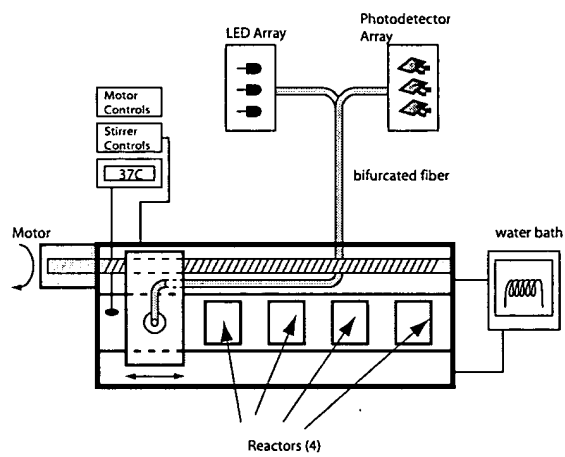 LED Array
Photodetector
Array
Motor
Controls
Stirrer
Controls
37C
bifurcated fiber
Motor
water bath
Reactors (4)